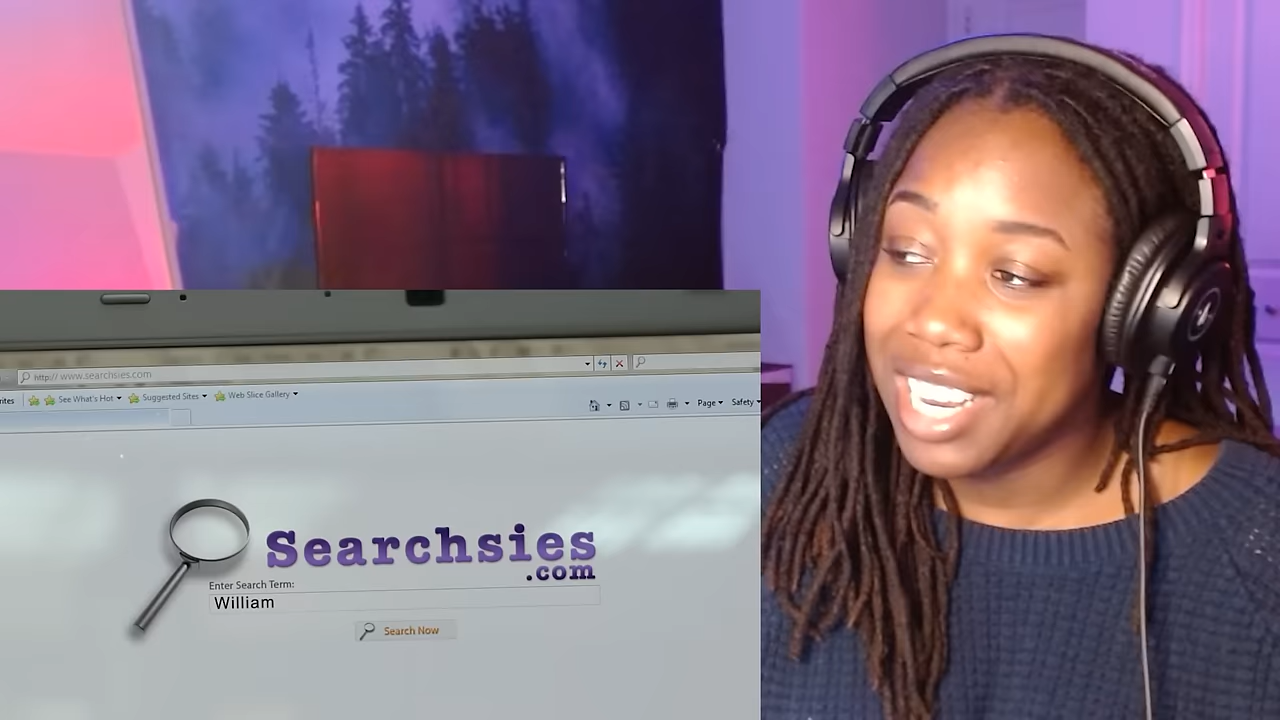 http:// www.searchsies.com
rites See What's Hot Suggested Sites Web Slice Gallery
Page Safety
Searchsies
.com
Enter Search Term:
William
Search Now